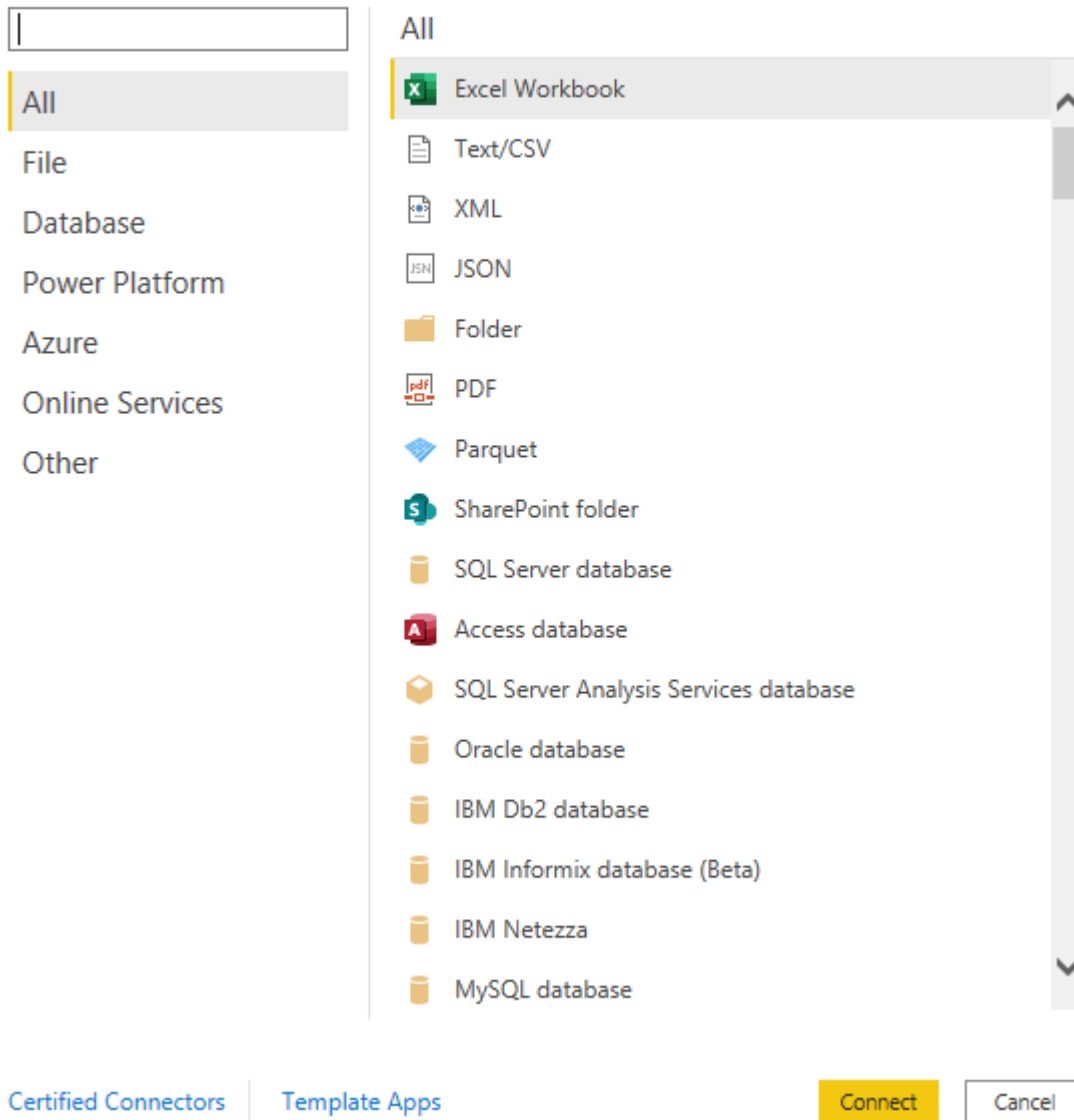 All
File
Database
Power Platform
Azure
Online Services
Other
All
Excel Workbook
Text/CSV
XML
JSN
JSON
Folder
pdf
PDF
Parquet
S
SharePoint folder
SQL Server database
A
Access database
SQL Server Analysis Services database
Oracle database
IBM Db2 database
IBM Informix database (Beta)
IBM Netezza
MySQL database
Certified Connectors
Template Apps
Connect
Cancel